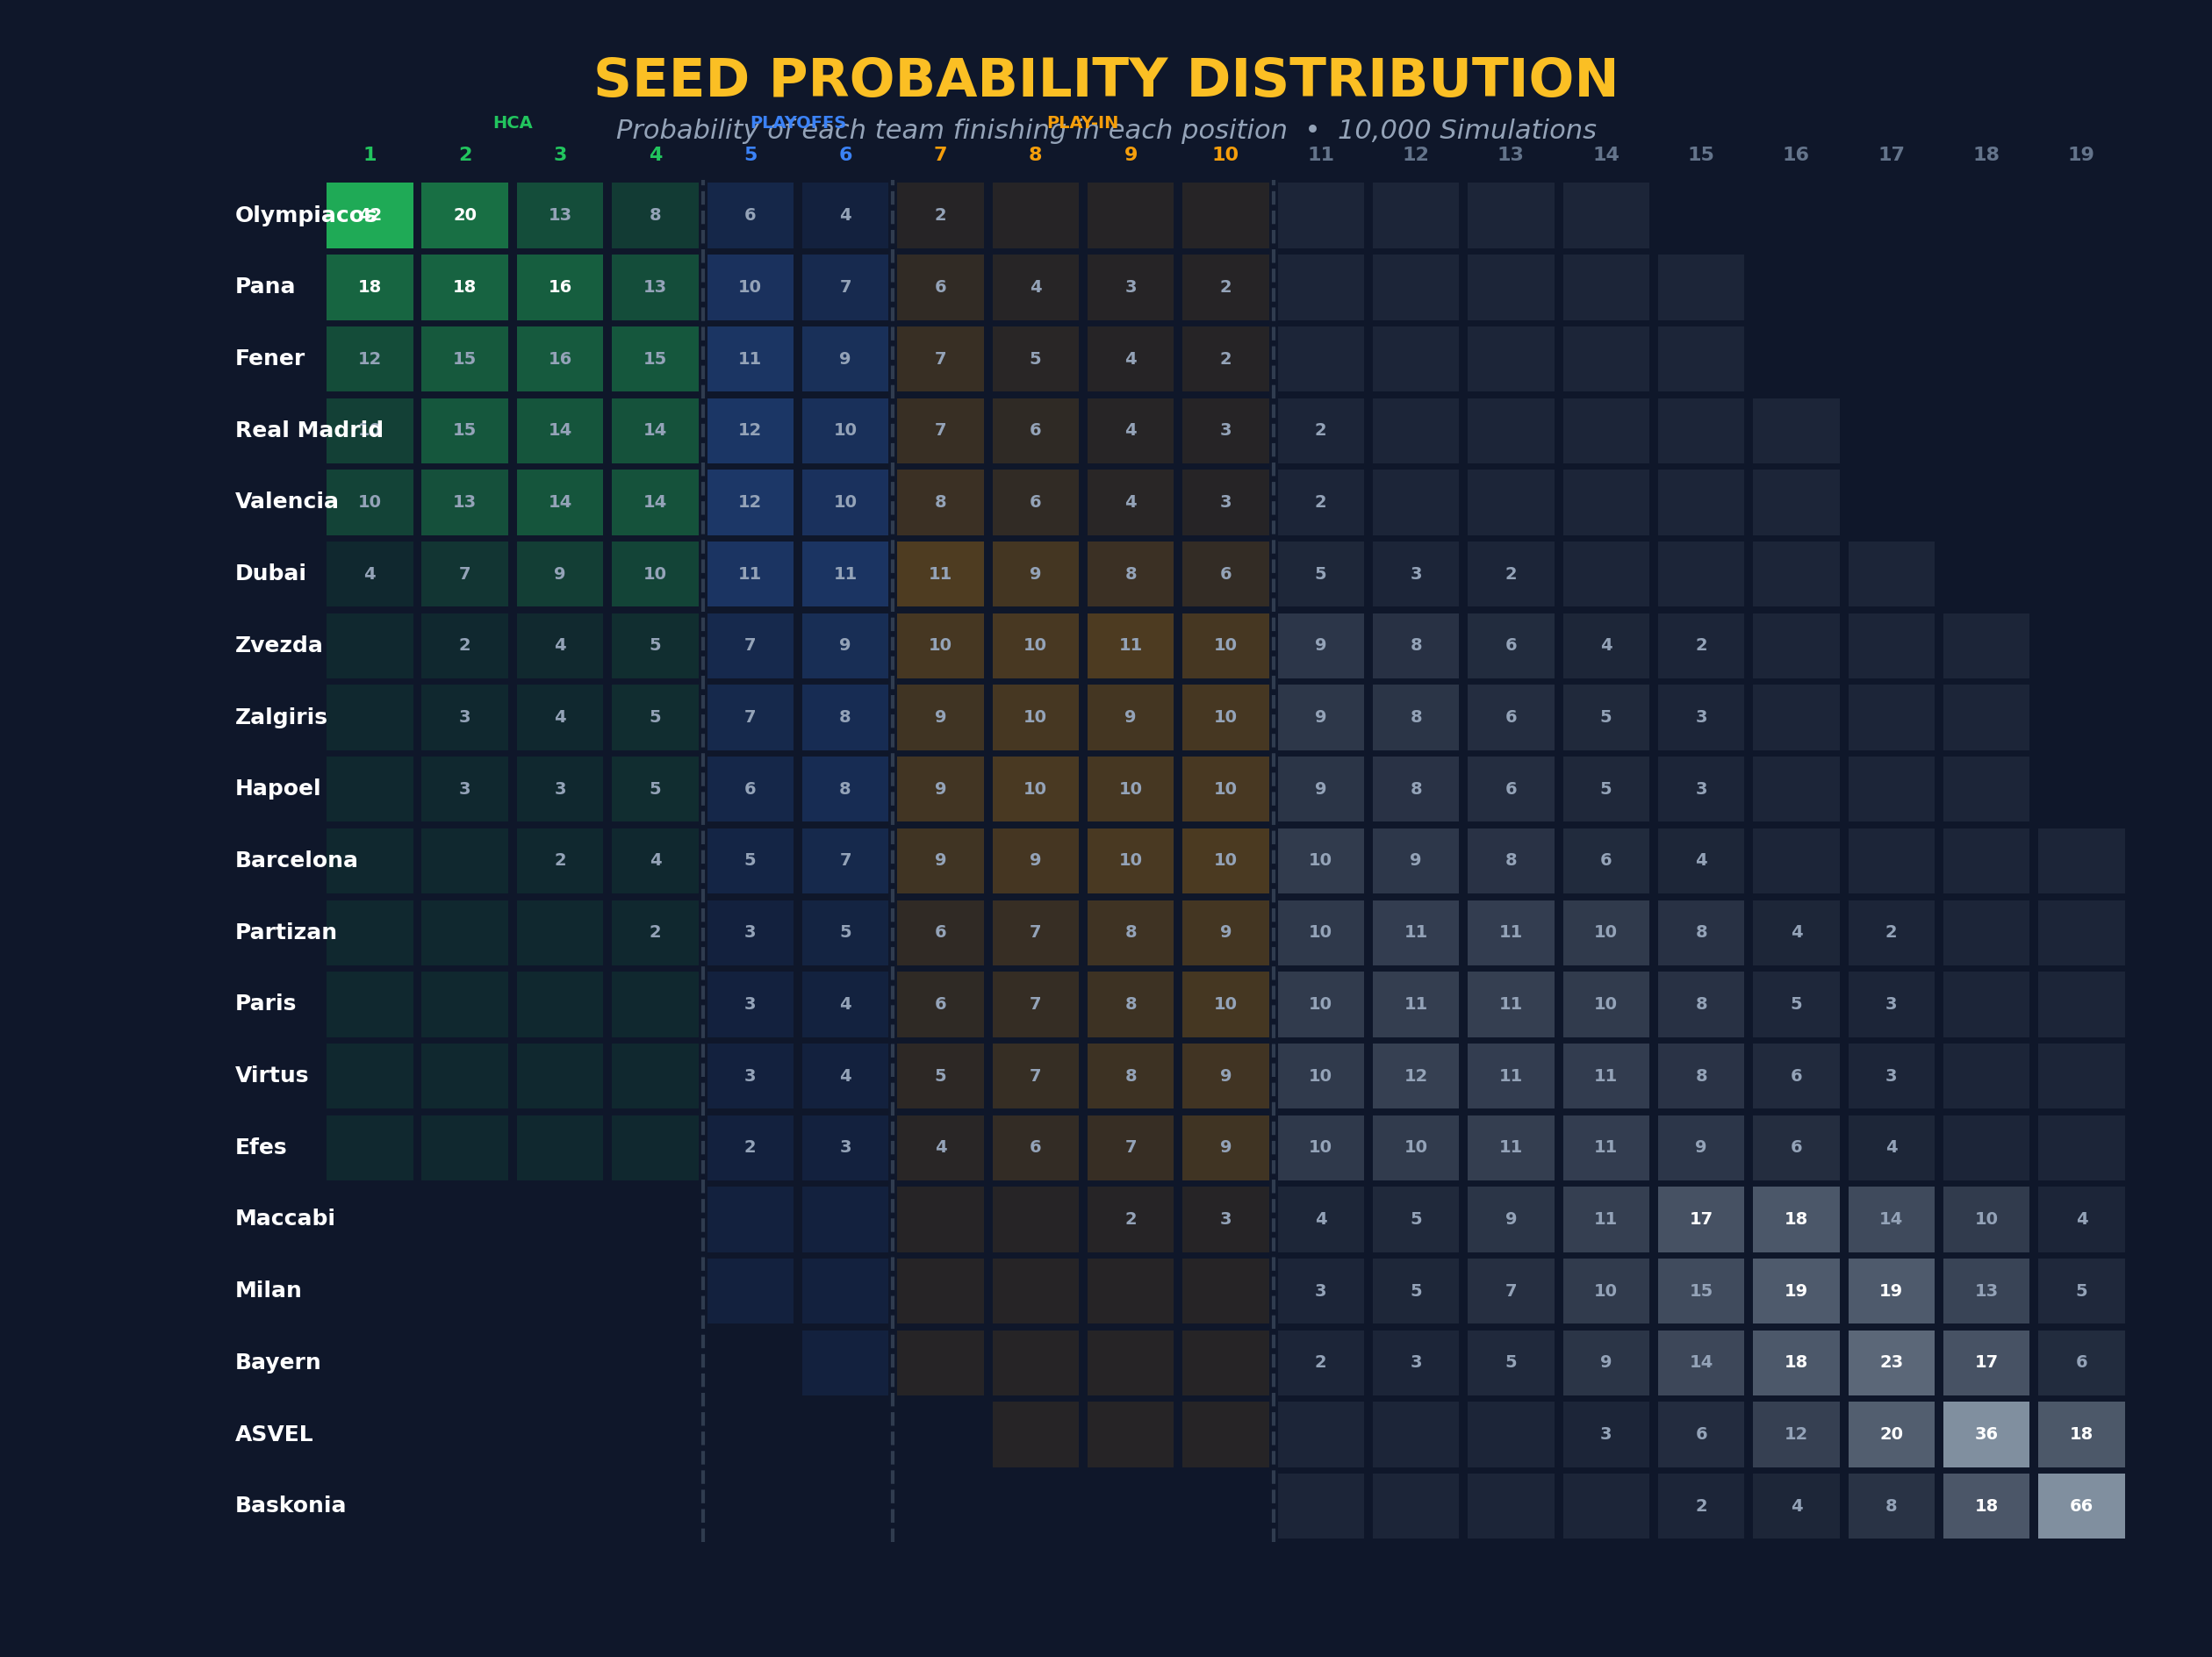 SEED PROBABILITY DISTRIBUTION
HCA PLAYOFFS PLAY-IN
Probability of each team finishing in each position • 10,000 Simulations
1 2 3 4 5 6 7 8 9 10 11 12 13 14 15 16 17 18 19
Olympiacos 42 20 13 8 6 4 2
Pana 18 18 16 13 10 7 6 4 3 2
Fener 12 15 16 15 11 9 7 5 4 2
Real Madrid 15 14 14 12 10 7 6 4 3 2
Valencia 10 13 14 14 12 10 8 6 4 3 2
Dubai 4 7 9 10 11 11 11 9 8 6 5 3 2
Zvezda 2 4 5 7 9 10 10 11 10 9 8 6 4 2
Zalgiris 3 4 5 7 8 9 10 9 10 9 8 6 5 3
Hapoel 3 3 5 6 8 9 10 10 10 9 8 6 5 3
Barcelona 2 4 5 7 9 9 10 10 10 9 8 6 4
Partizan 2 3 5 6 7 8 9 10 11 11 10 8 4 2
Paris 3 4 6 7 8 10 10 11 11 10 8 5 3
Virtus 3 4 5 7 8 9 10 12 11 11 8 6 3
Efes 2 3 4 6 7 9 10 10 11 11 9 6 4
Maccabi 2 3 4 5 9 11 17 18 14 10 4
Milan 3 5 7 10 15 19 19 13 5
Bayern 2 3 5 9 14 18 23 17 6
ASVEL 3 6 12 20 36 18
Baskonia 2 4 8 18 66